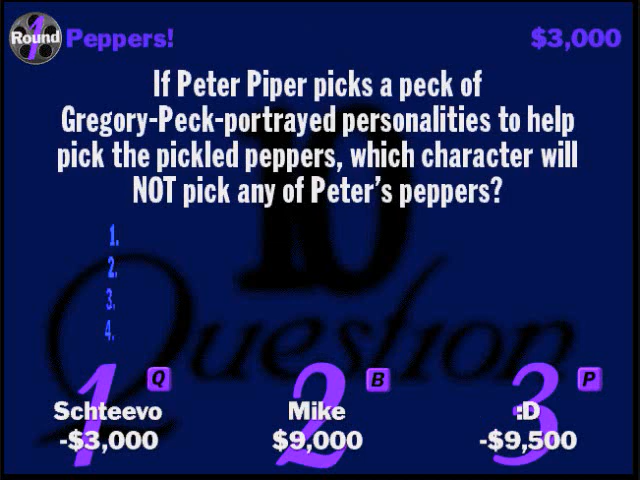 Round 1 Peppers! $3,000
If Peter Piper picks a peck of
Gregory-Peck-portrayed personalities to help
pick the pickled peppers, which character will
NOT pick any of Peter's peppers?
1.
2.
3.
4.
10
Question
1 Q 2 B 3 P
Schteevo Mike :D
-$3,000 $9,000 -$9,500